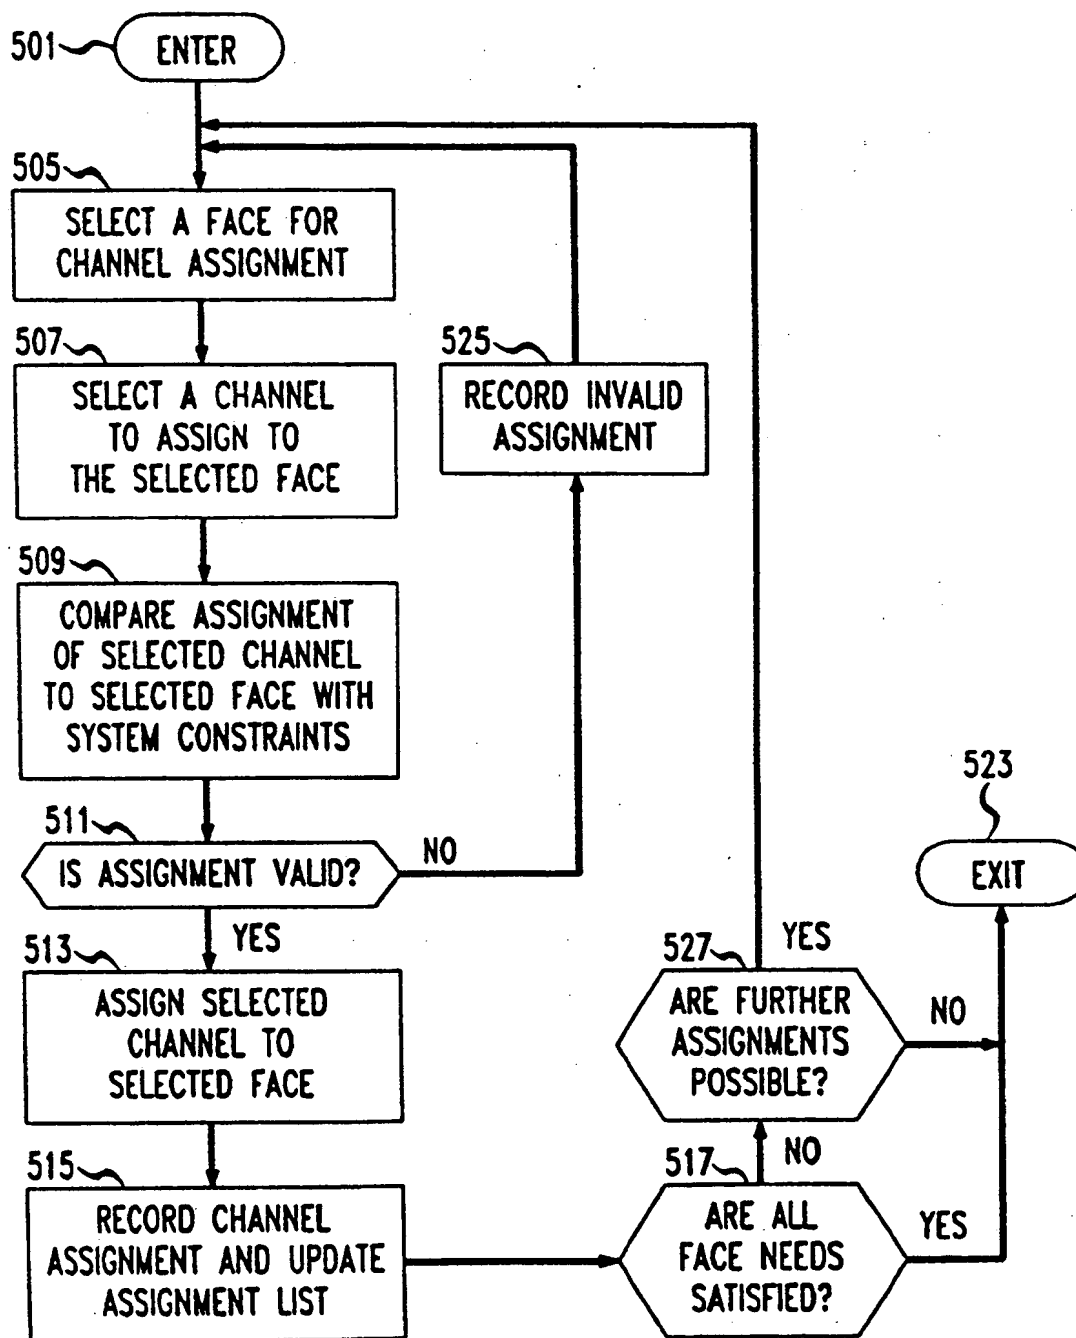 501
ENTER
505
SELECT A FACE FOR
CHANNEL ASSIGNMENT
507
SELECT A CHANNEL
TO ASSIGN TO
THE SELECTED FACE
525
RECORD INVALID
ASSIGNMENT
509
COMPARE ASSIGNMENT
OF SELECTED CHANNEL
TO SELECTED FACE WITH
SYSTEM CONSTRAINTS
511
IS ASSIGNMENT VALID?
NO
YES
513
ASSIGN SELECTED
CHANNEL TO
SELECTED FACE
515
RECORD CHANNEL
ASSIGNMENT AND UPDATE
ASSIGNMENT LIST
517
ARE ALL
FACE NEEDS
SATISFIED?
NO
YES
527
ARE FURTHER
ASSIGNMENTS
POSSIBLE?
YES
NO
523
EXIT